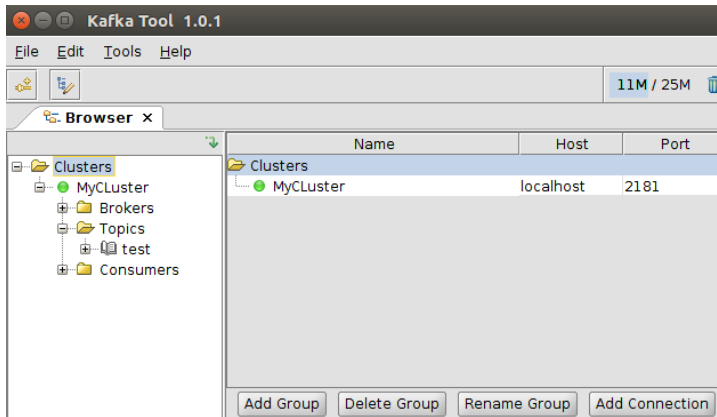 Kafka Tool 1.0.1
File Edit Tools Help
11M / 25M
Browser X
Name Host Port
Clusters
MyCLuster
Brokers
Topics
test
Consumers
Clusters
MyCLuster localhost 2181
Add Group Delete Group Rename Group Add Connection